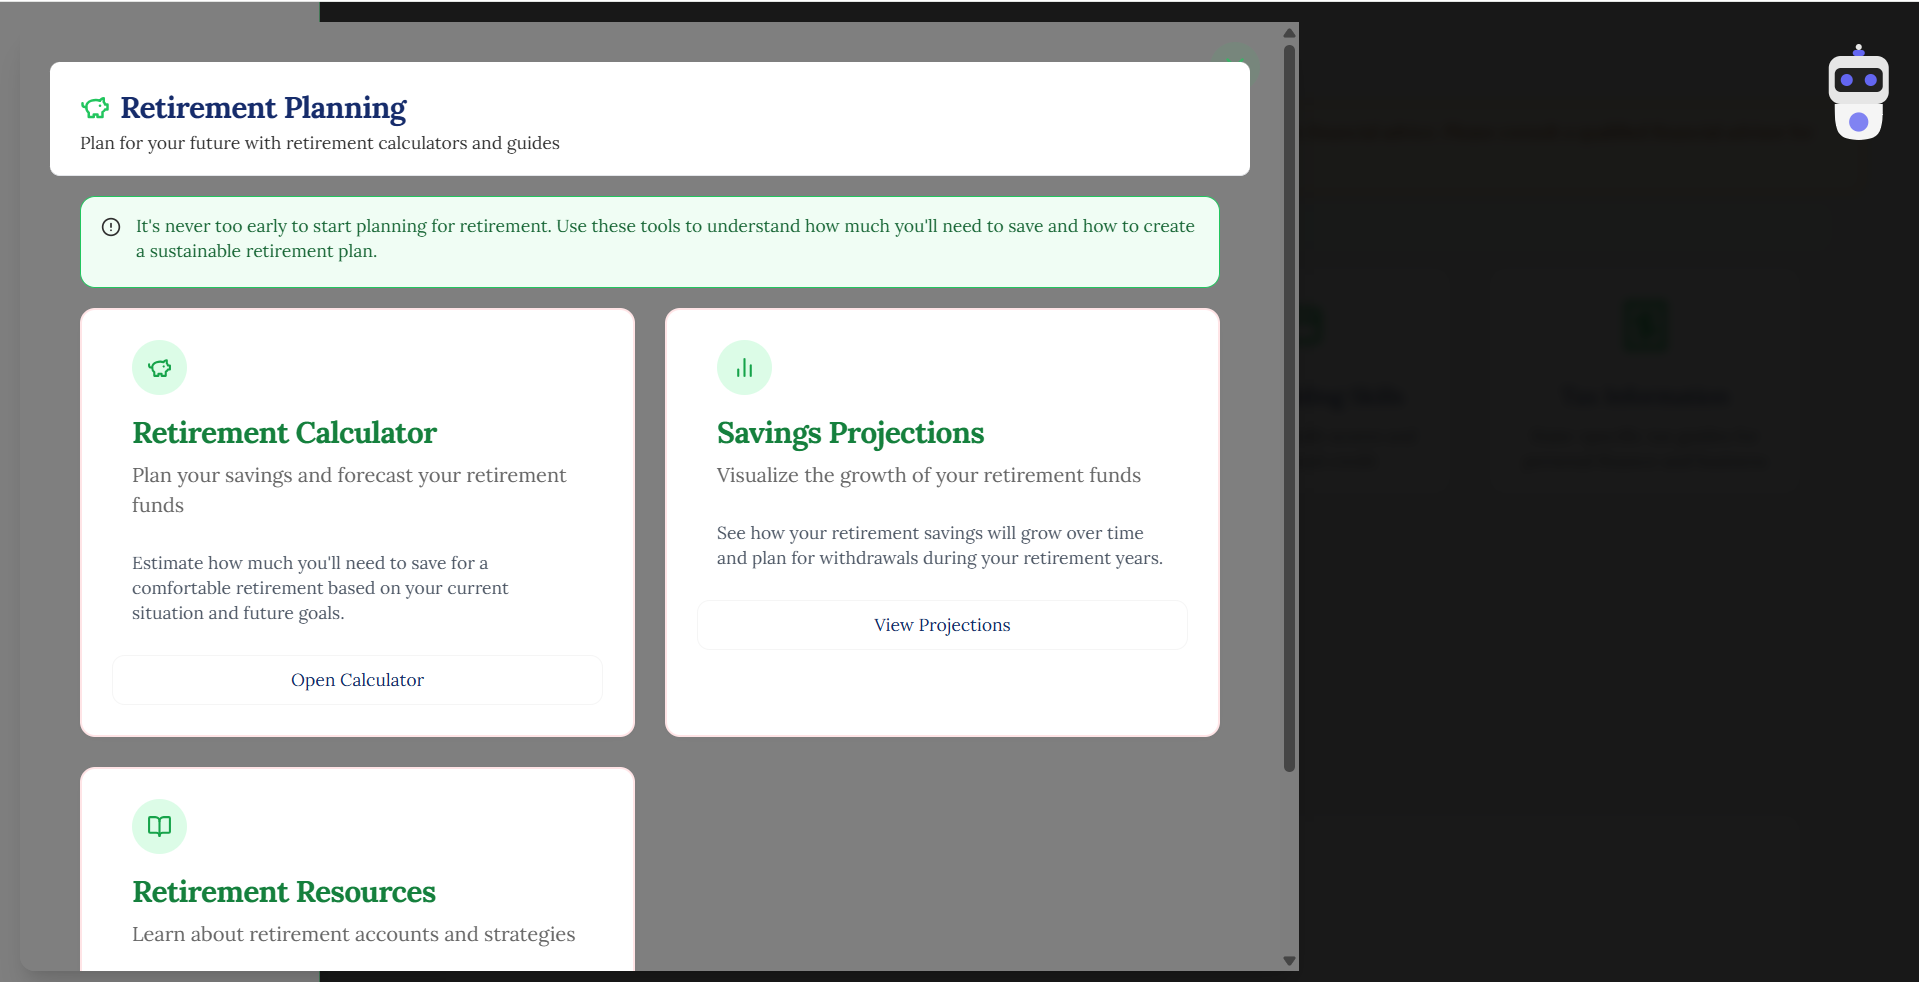 Retirement Planning
Plan for your future with retirement calculators and guides
It's never too early to start planning for retirement. Use these tools to understand how much you'll need to save and how to create
a sustainable retirement plan.
Retirement Calculator
Plan your savings and forecast your retirement
funds
Estimate how much you'll need to save for a
comfortable retirement based on your current
situation and future goals.
Open Calculator
Savings Projections
Visualize the growth of your retirement funds
See how your retirement savings will grow over time
and plan for withdrawals during your retirement years.
View Projections
Retirement Resources
Learn about retirement accounts and strategies